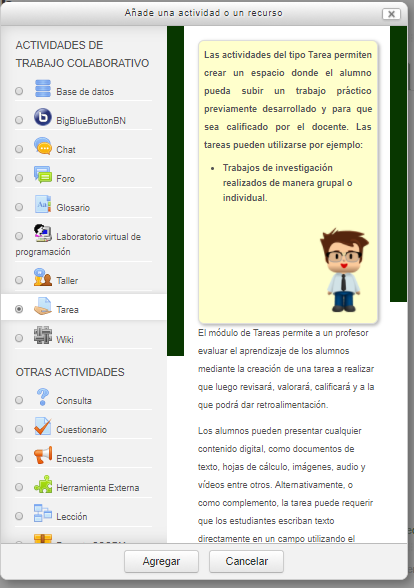 Añade una actividad o un recurso
ACTIVIDADES DE
TRABAJO COLABORATIVO
Base de datos
BigBlueButtonBN
Chat
Foro
Glosario
Laboratorio virtual de
programación
Taller
Tarea
Wiki
OTRAS ACTIVIDADES
Consulta
Cuestionario
Encuesta
Herramienta Externa
Lección
Las actividades del tipo Tarea permiten
crear un espacio donde el alumno
pueda subir un trabajo práctico
previamente desarrollado y para que
sea calificado por el docente. Las
tareas pueden utilizarse por ejemplo:
• Trabajos de investigación
realizados de manera grupal o
individual.
El módulo de Tareas permite a un profesor
evaluar el aprendizaje de los alumnos
mediante la creación de una tarea a realizar
que luego revisará, valorará, calificará y a la
que podrá dar retroalimentación.
Los alumnos pueden presentar cualquier
contenido digital, como documentos de
texto, hojas de cálculo, imágenes, audio y
vídeos entre otros. Alternativamente, o
como complemento, la tarea puede requerir
que los estudiantes escriban texto
directamente en un campo utilizando el
Agregar
Cancelar